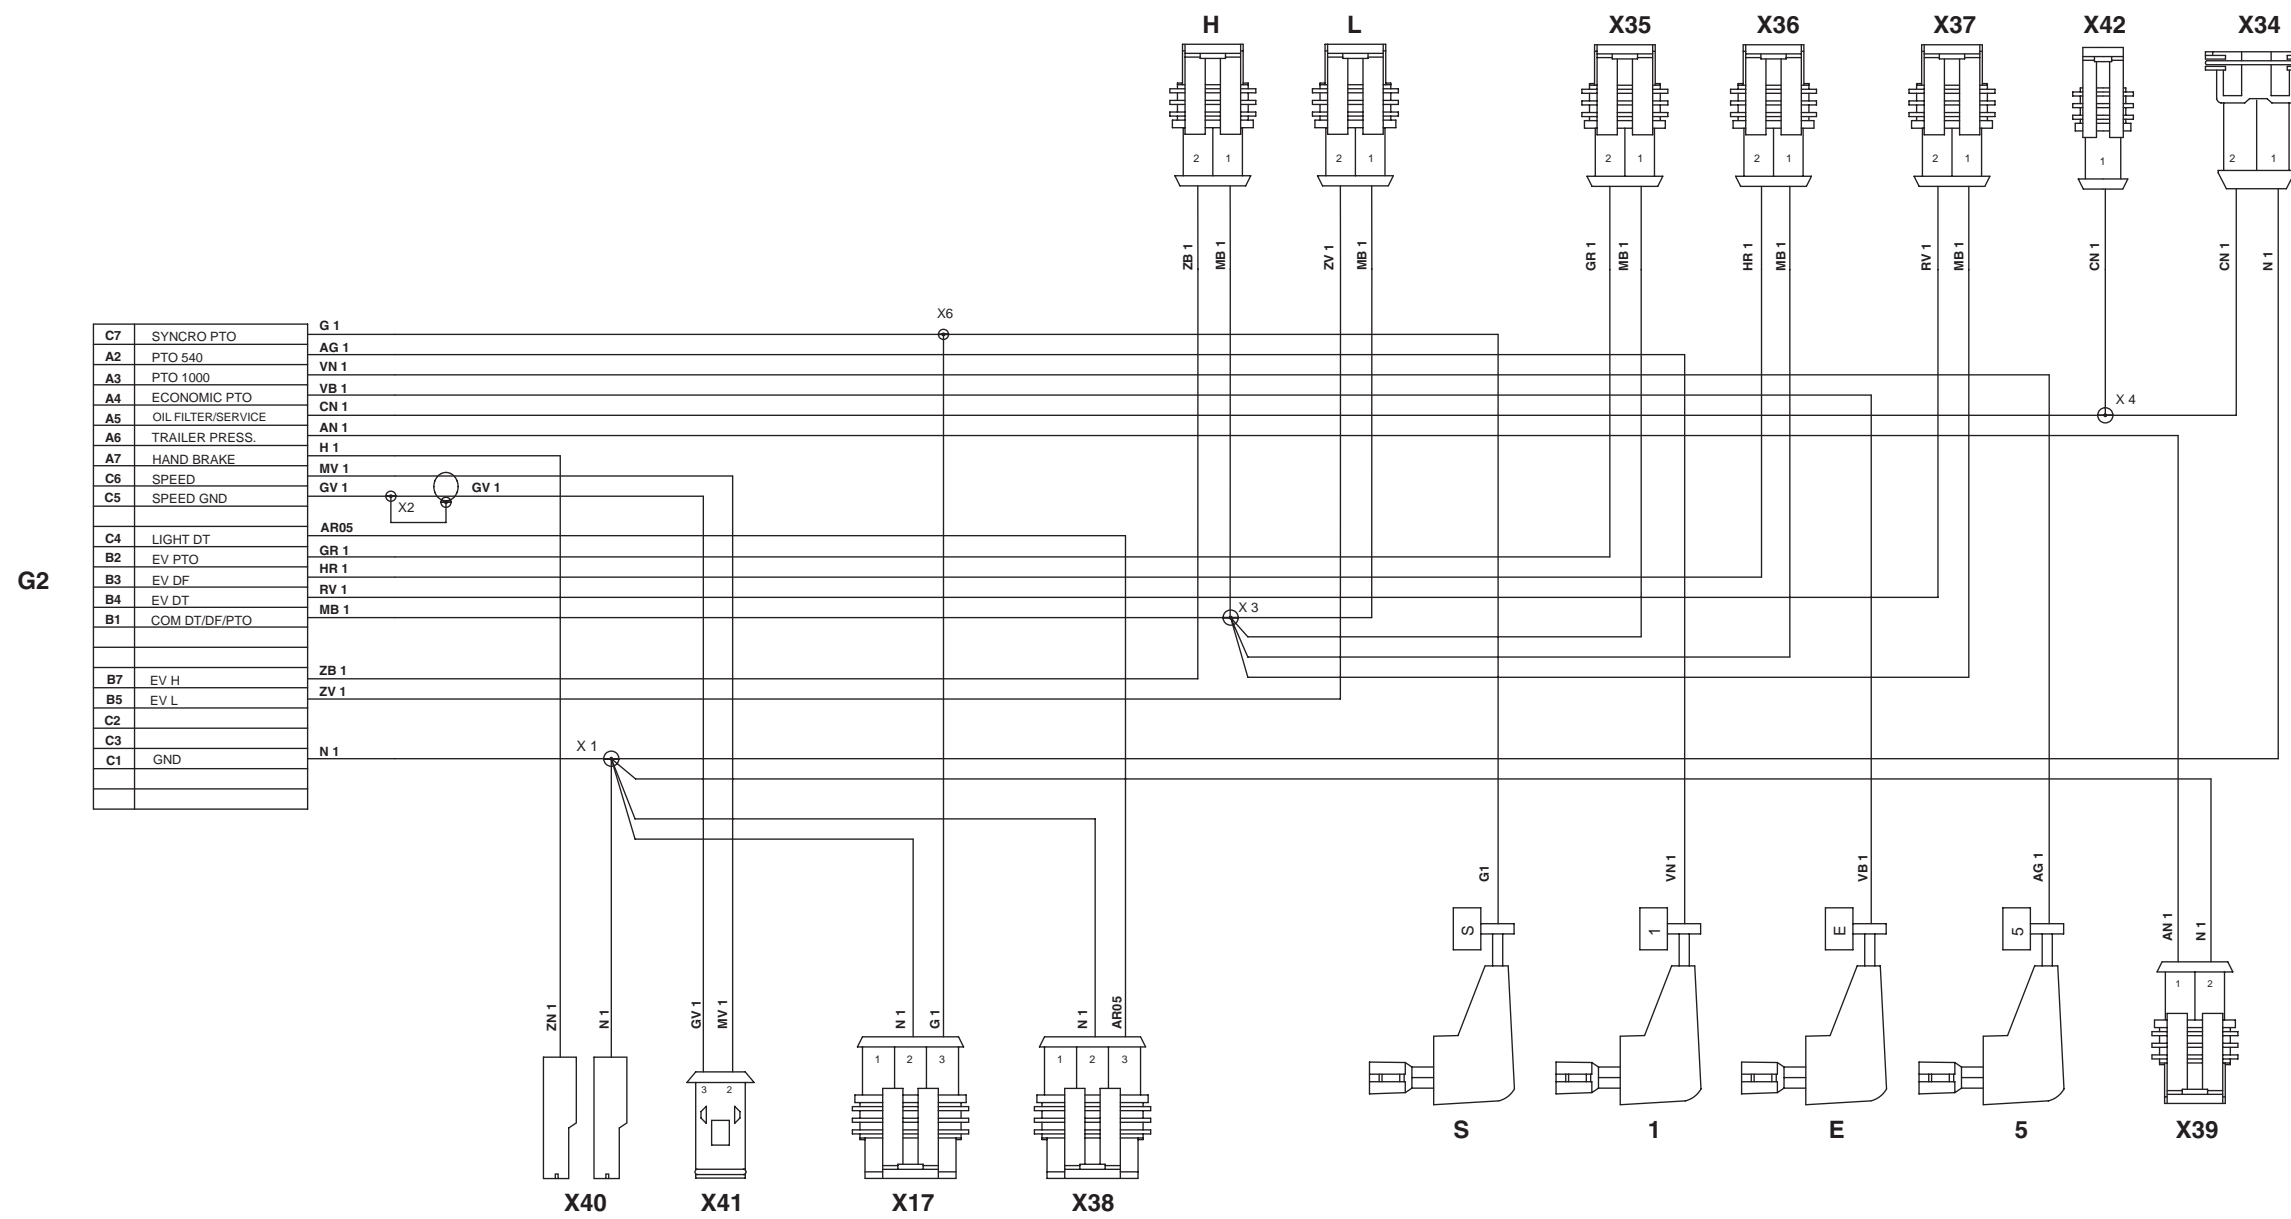 H L X35 X36 X37 X42 X34
2 1 2 1 2 1 2 1 2 1 1 2 1
ZB 1 MB 1 ZV 1 MB 1 GR 1 MB 1 HR 1 MB 1 RV 1 MB 1 CN 1 CN 1 N 1
X6
G2
C7 SYNCRO PTO G 1
A2 PTO 540 AG 1
A3 PTO 1000 VN 1
A4 ECONOMIC PTO VB 1
A5 OIL FILTER/SERVICE CN 1
X 4
A6 TRAILER PRESS. AN 1
A7 HAND BRAKE H 1
C6 SPEED MV 1
C5 SPEED GND GV 1
X2
GV 1
C4 LIGHT DT AR05
B2 EV PTO GR 1
B3 EV DF HR 1
B4 EV DT RV 1
B1 COM DT/DF/PTO MB 1
X 3
B7 EV H ZB 1
B5 EV L ZV 1
C2
C3
C1 GND N 1
X 1
G1 VN 1 VB 1 AG 1
S 1 E 5
AN 1 N 1
1 2
ZN 1 N 1 GV 1 MV 1 N 1 G 1 N 1 AR05
3 2 1 2 3 1 2 3
S 1 E 5 X39
X40 X41 X17 X38